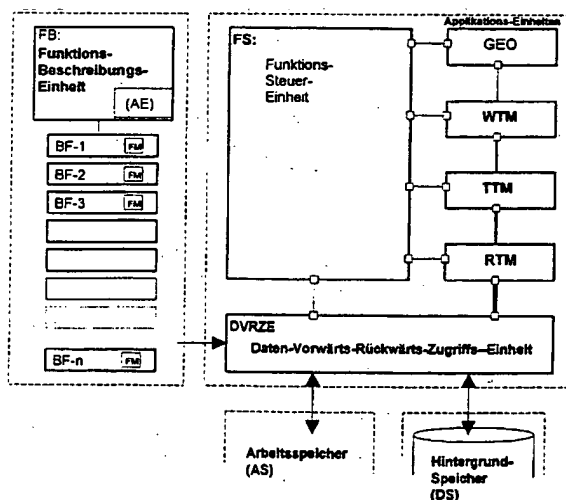 FB:
Funktions-
Beschreibungs-
Einheit
(AE)
BF-1 FM
BF-2 FM
BF-3 FM
BF-n FM
FS:
Funktions-
Steuer-
Einheit
Applikations-Einheiten
GEO
WTM
TTM
RTM
DVRZE
Daten-Vorwärts-Rückwärts-Zugriffs–Einheit
Arbeitsspeicher
(AS)
Hintergrund-
Speicher
(DS)